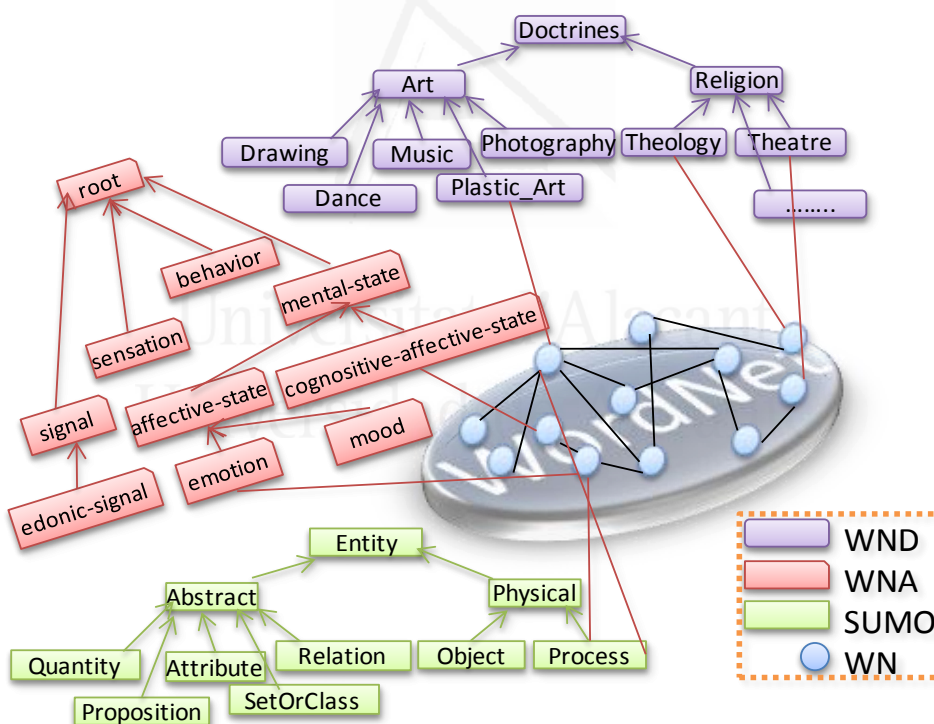 Doctrines
Art
Religion
Drawing
Music
Photography
Theology
Theatre
Dance
Plastic_Art
........
root
behavior
mental-state
sensation
cognositive-affective-state
signal
affective-state
mood
emotion
edonic-signal
WordNet
Universitat d'Alacant
Entity
Abstract
Physical
Quantity
Attribute
Relation
Object
Process
Proposition
SetOrClass
WND
WNA
SUMO
WN